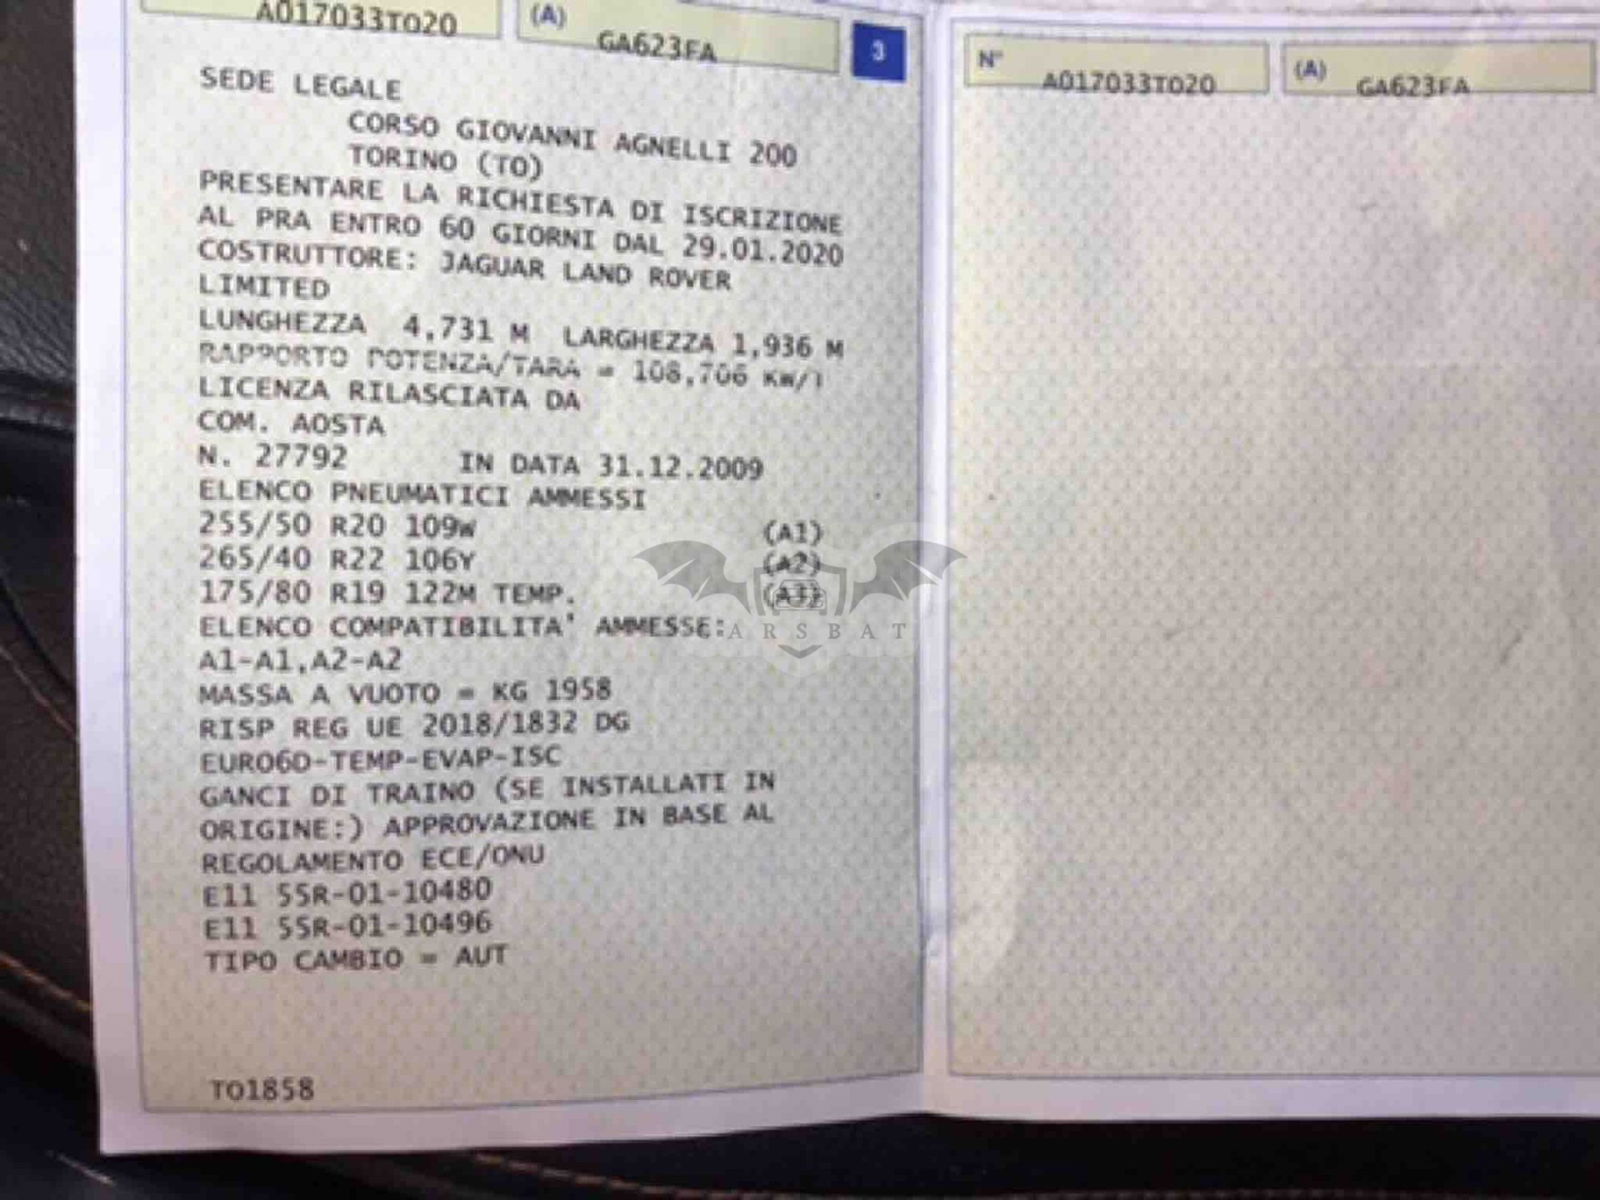 A017033TO20
(A)
GA623FA
3
SEDE LEGALE
CORSO GIOVANNI AGNELLI 200
TORINO (TO)
PRESENTARE LA RICHIESTA DI ISCRIZIONE
AL PRA ENTRO 60 GIORNI DAL 29.01.2020
COSTRUTTORE: JAGUAR LAND ROVER
LIMITED
LUNGHEZZA 4,731 M LARGHEZZA 1,936 M
RAPPORTO POTENZA/TARA = 108,706 KW/T
LICENZA RILASCIATA DA
COM. AOSTA
N. 27792 IN DATA 31.12.2009
ELENCO PNEUMATICI AMMESSI
255/50 R20 109W (A1)
265/40 R22 106Y (A2)
175/80 R19 122M TEMP. (A3)
ELENCO COMPATIBILITA' AMMESSE:
A1-A1,A2-A2
MASSA A VUOTO = KG 1958
RISP REG UE 2018/1832 DG
EURO6D-TEMP-EVAP-ISC
GANCI DI TRAINO (SE INSTALLATI IN
ORIGINE:) APPROVAZIONE IN BASE AL
REGOLAMENTO ECE/ONU
E11 55R-01-10480
E11 55R-01-10496
TIPO CAMBIO = AUT
TO1858
N°
A017033TO20
(A)
GA623FA
CARSBAT